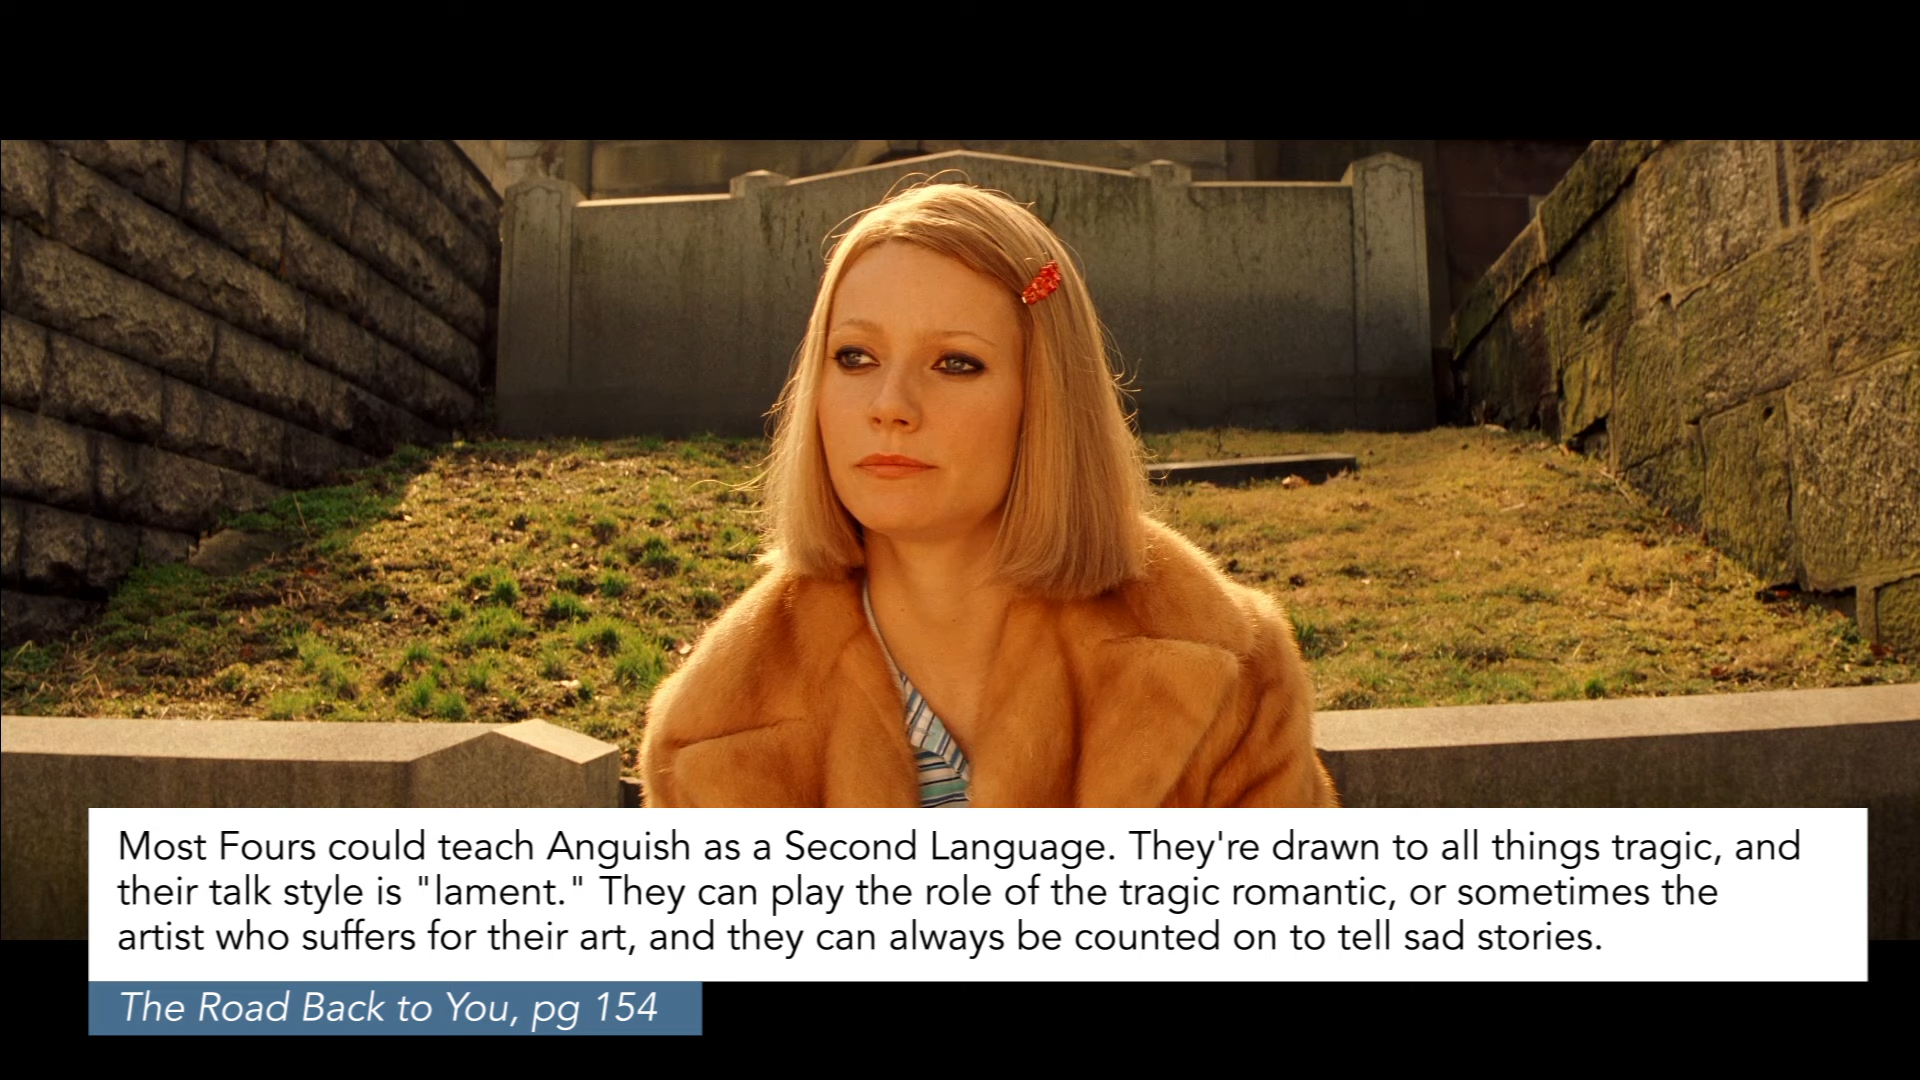 Most Fours could teach Anguish as a Second Language. They're drawn to all things tragic, and
their talk style is "lament." They can play the role of the tragic romantic, or sometimes the
artist who suffers for their art, and they can always be counted on to tell sad stories.
The Road Back to You, pg 154